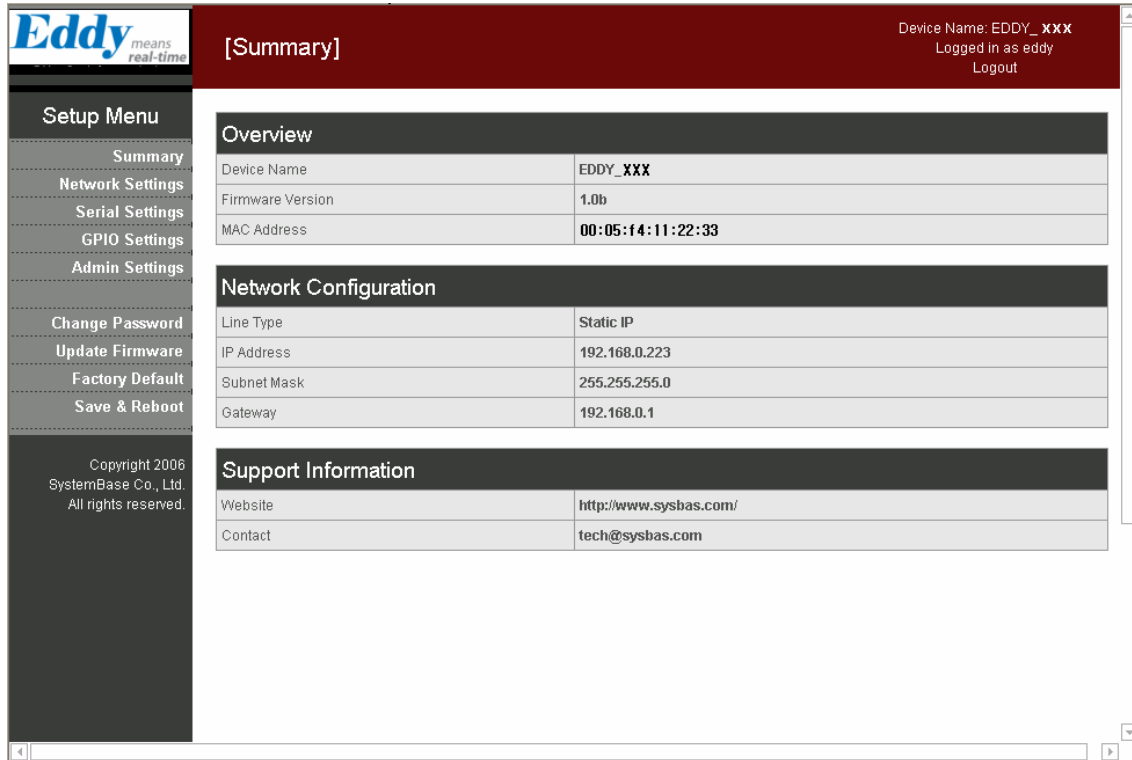 Eddy means
real-time
[Summary]
Device Name: EDDY_ XXX
Logged in as eddy
Logout
Setup Menu
Summary
Network Settings
Serial Settings
GPIO Settings
Admin Settings
Change Password
Update Firmware
Factory Default
Save & Reboot
Copyright 2006
SystemBase Co., Ltd.
All rights reserved.
Overview
Device Name EDDY_XXX
Firmware Version 1.0b
MAC Address 00:05:f4:11:22:33
Network Configuration
Line Type Static IP
IP Address 192.168.0.223
Subnet Mask 255.255.255.0
Gateway 192.168.0.1
Support Information
Website http://www.sysbas.com/
Contact tech@sysbas.com